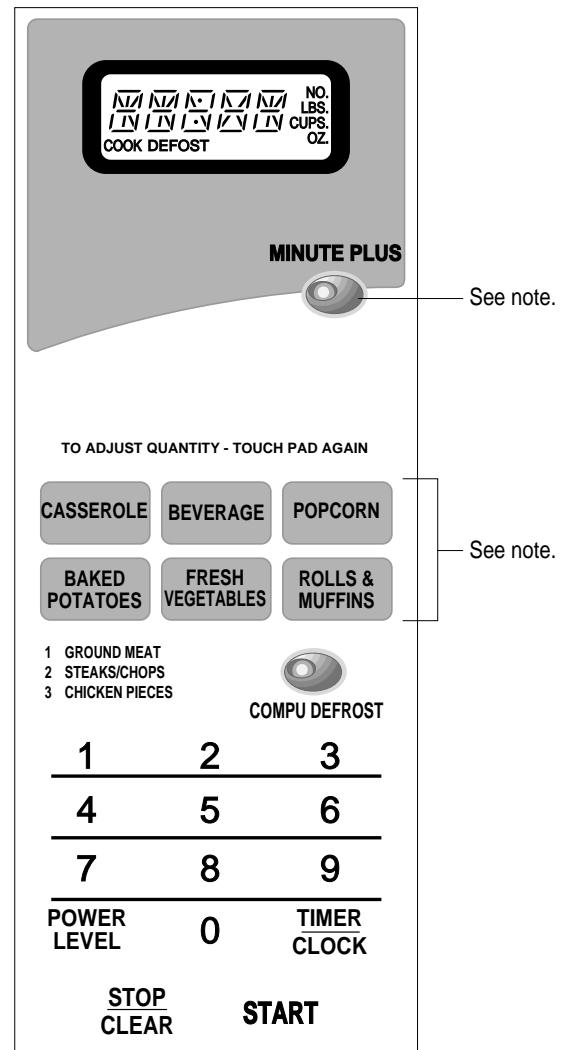 NO.
LBS.
CUPS.
OZ.
COOK DEFOST
MINUTE PLUS
See note.
TO ADJUST QUANTITY - TOUCH PAD AGAIN
CASSEROLE
BEVERAGE
POPCORN
See note.
BAKED
POTATOES
FRESH
VEGETABLES
ROLLS &
MUFFINS
1 GROUND MEAT
2 STEAKS/CHOPS
3 CHICKEN PIECES
COMPU DEFROST
1 2 3
4 5 6
7 8 9
POWER
LEVEL
0
TIMER
CLOCK
STOP
CLEAR
START